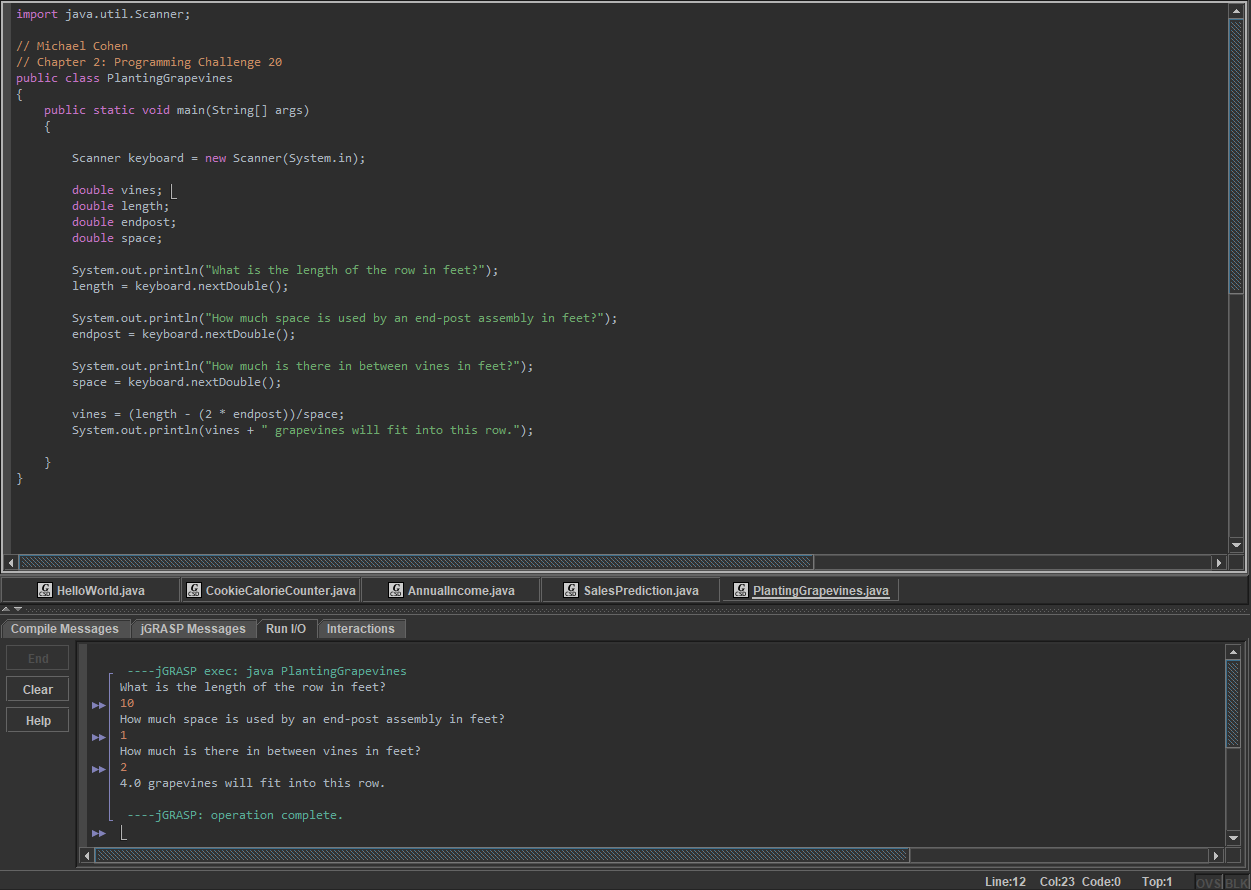 import java.util.Scanner;
// Michael Cohen
// Chapter 2: Programming Challenge 20
public class PlantingGrapevines
{
public static void main(String[] args)
{
Scanner keyboard = new Scanner(System.in);
double vines;
double length;
double endpost;
double space;
System.out.println("What is the length of the row in feet?");
length = keyboard.nextDouble();
System.out.println("How much space is used by an end-post assembly in feet?");
endpost = keyboard.nextDouble();
System.out.println("How much is there in between vines in feet?");
space = keyboard.nextDouble();
vines = (length - (2 * endpost))/space;
System.out.println(vines + " grapevines will fit into this row.");
}
}
HelloWorld.java CookieCalorieCounter.java AnnualIncome.java SalesPrediction.java PlantingGrapevines.java
Compile Messages jGRASP Messages Run I/O Interactions
End
Clear
Help
----jGRASP exec: java PlantingGrapevines
What is the length of the row in feet?
10
How much space is used by an end-post assembly in feet?
1
How much is there in between vines in feet?
2
4.0 grapevines will fit into this row.
----jGRASP: operation complete.
Line:12 Col:23 Code:0 Top:1 OVS BLK